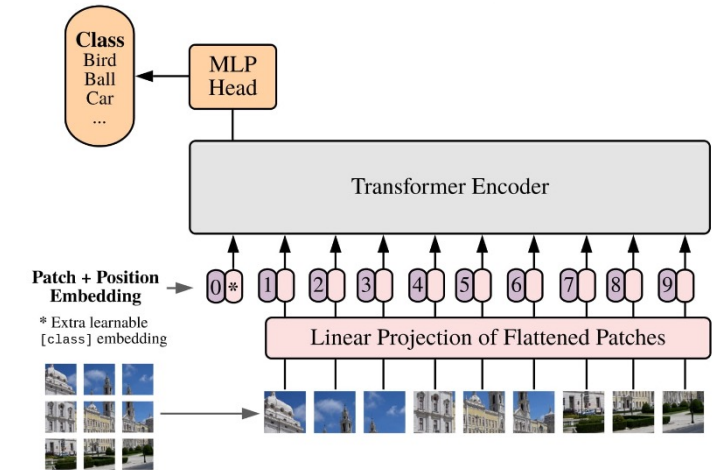 Class
Bird
Ball
Car
...
MLP
Head
Transformer Encoder
Patch + Position
Embedding
0 * 1 2 3 4 5 6 7 8 9
* Extra learnable
[class] embedding
Linear Projection of Flattened Patches